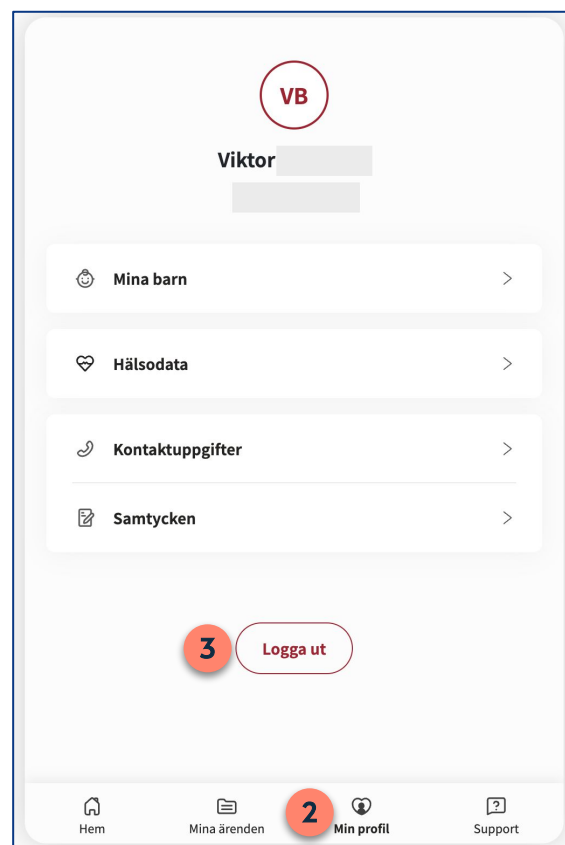 VB
Viktor
Mina barn
Hälsodata
Kontaktuppgifter
Samtycken
3 Logga ut
2
Hem Mina ärenden Min profil Support